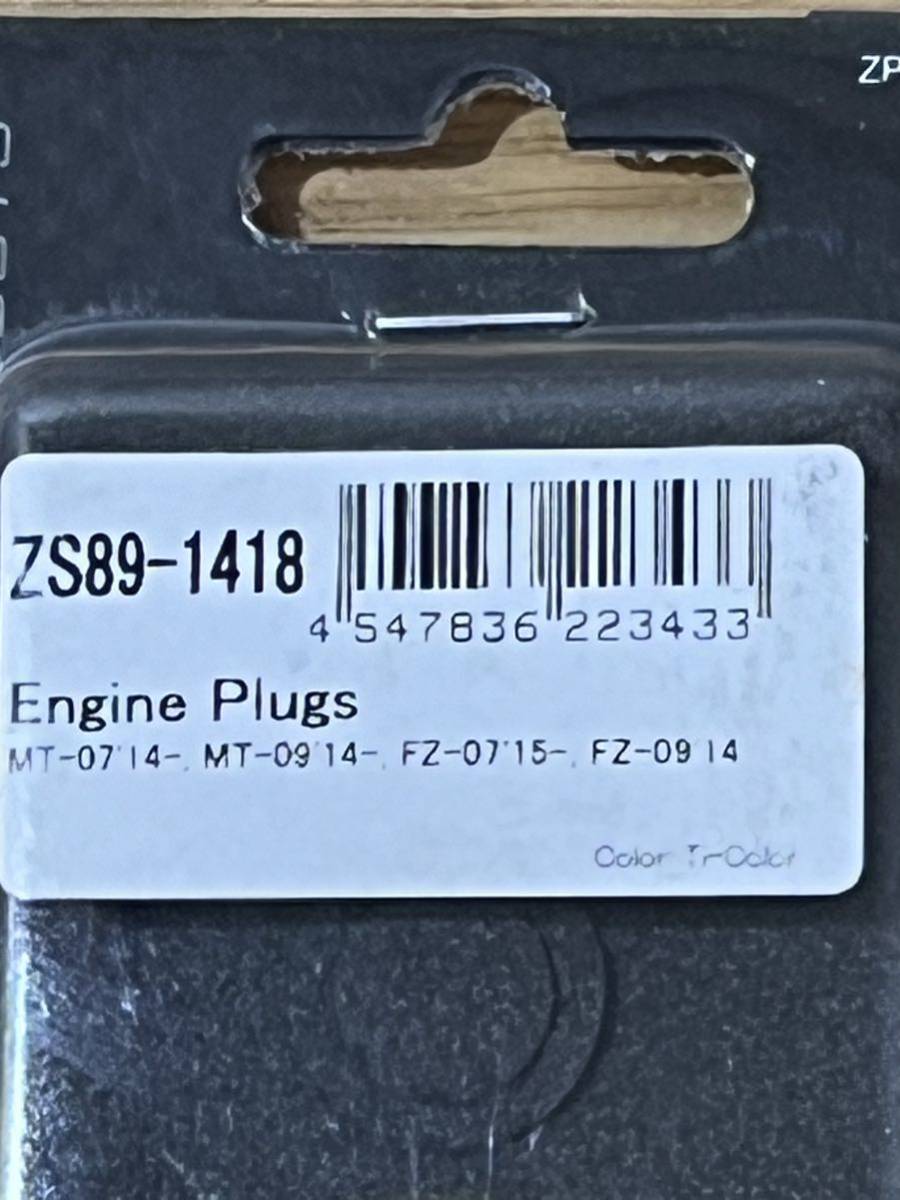 ZP
ZS89-1418
4 547836 223433
Engine Plugs
MT-07'14-, MT-09'14-, FZ-07'15-, FZ-09'14
Color Tr-Color